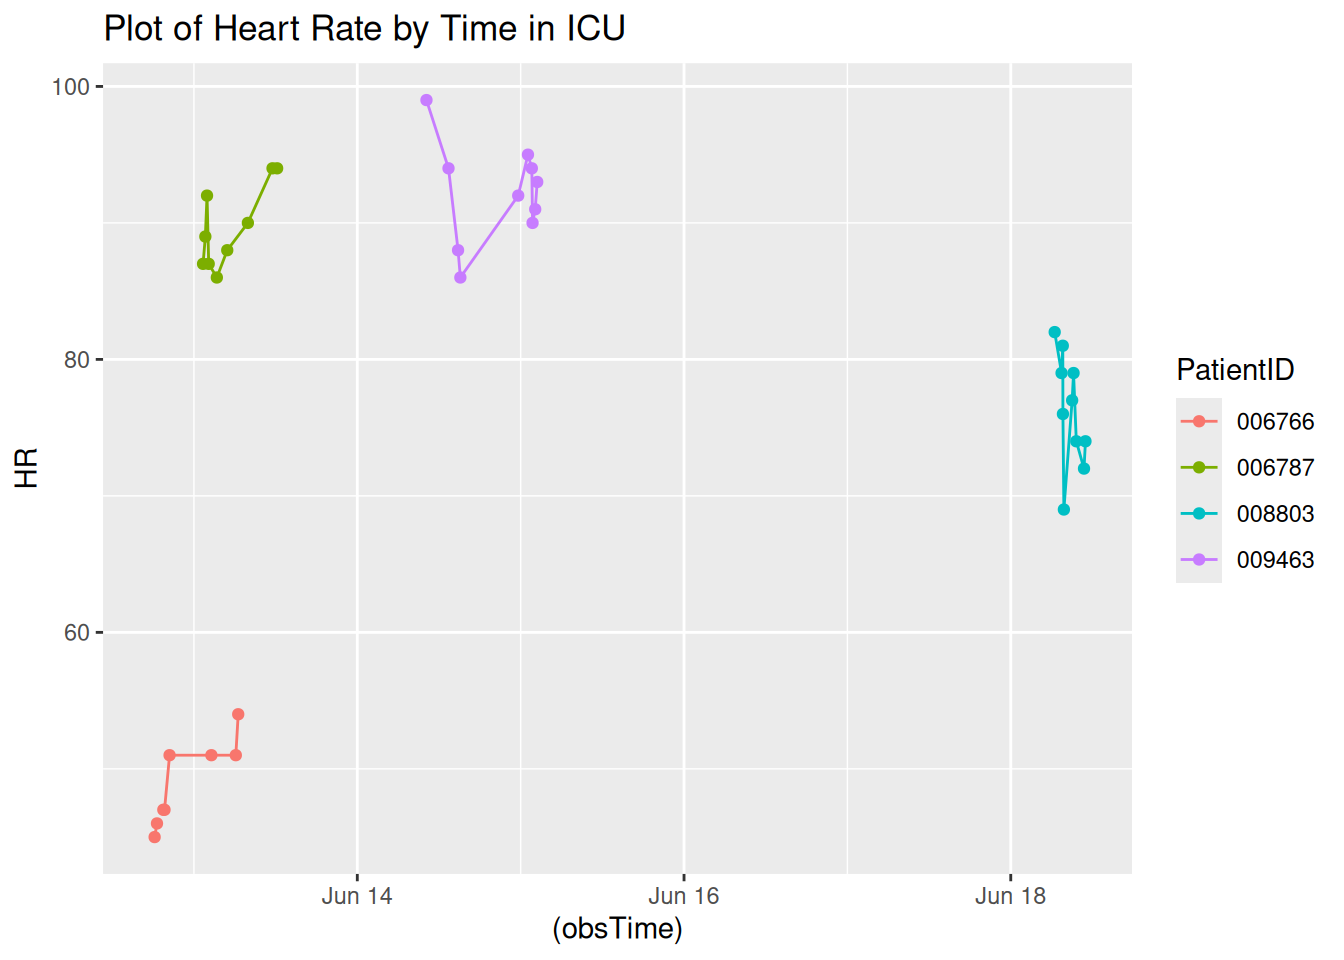 Plot of Heart Rate by Time in ICU
100
80
60
HR
Jun 14
Jun 16
Jun 18
(obsTime)
PatientID
006766
006787
008803
009463